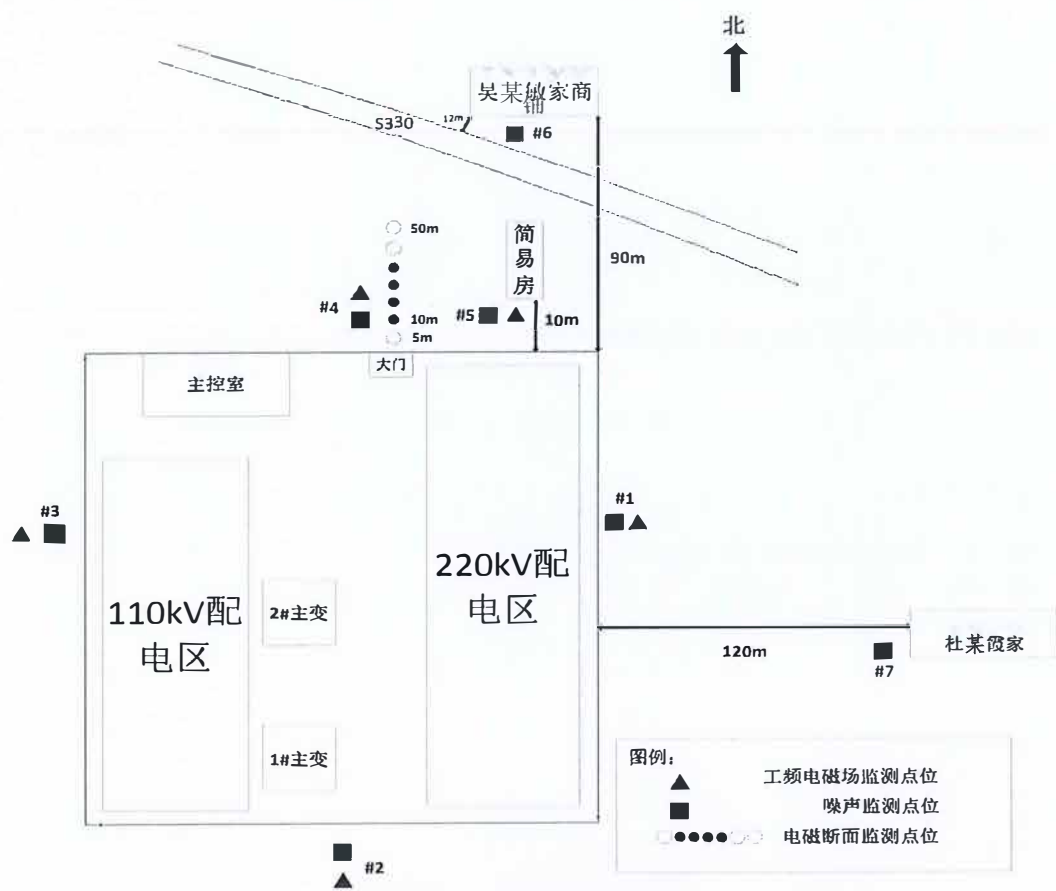 北
吴某敏家商
铺
S330
12m
#6
50m
简
易
房
90m
#4
#5
10m
10m
5m
大门
主控室
#3
#1
220kV配
电区
110kV配
电区
2#主变
120m
杜某霞家
#7
1#主变
图例：
工频电磁场监测点位
噪声监测点位
电磁断面监测点位
#2